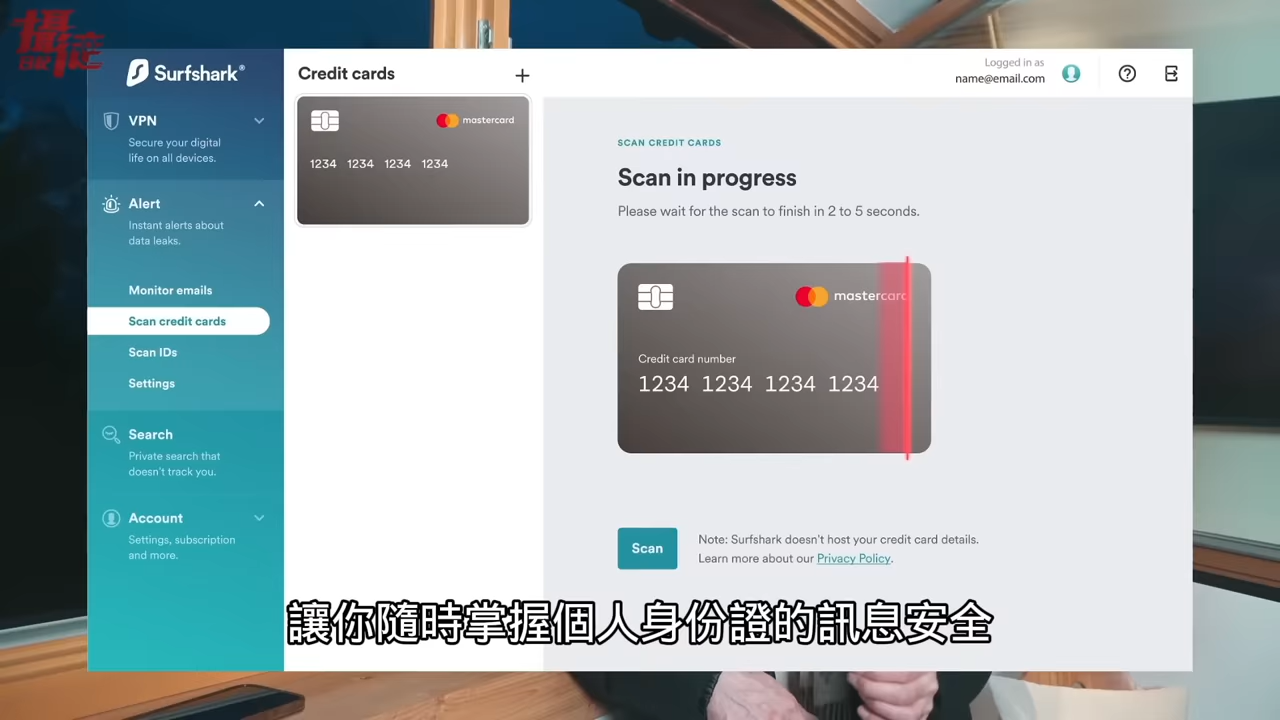 攝徒
日記
Surfshark®
VPN
Secure your digital
life on all devices.
Alert
Instant alerts about
data leaks.
Monitor emails
Scan credit cards
Scan IDs
Settings
Search
Private search that
doesn't track you.
Account
Settings, subscription
and more.
Credit cards
+
mastercard
1234 1234 1234 1234
Logged in as
name@email.com
SCAN CREDIT CARDS
Scan in progress
Please wait for the scan to finish in 2 to 5 seconds.
mastercard
Credit card number
1234 1234 1234 1234
Scan
Note: Surfshark doesn't host your credit card details.
Learn more about our Privacy Policy.
讓你隨時掌握個人身份證的訊息安全